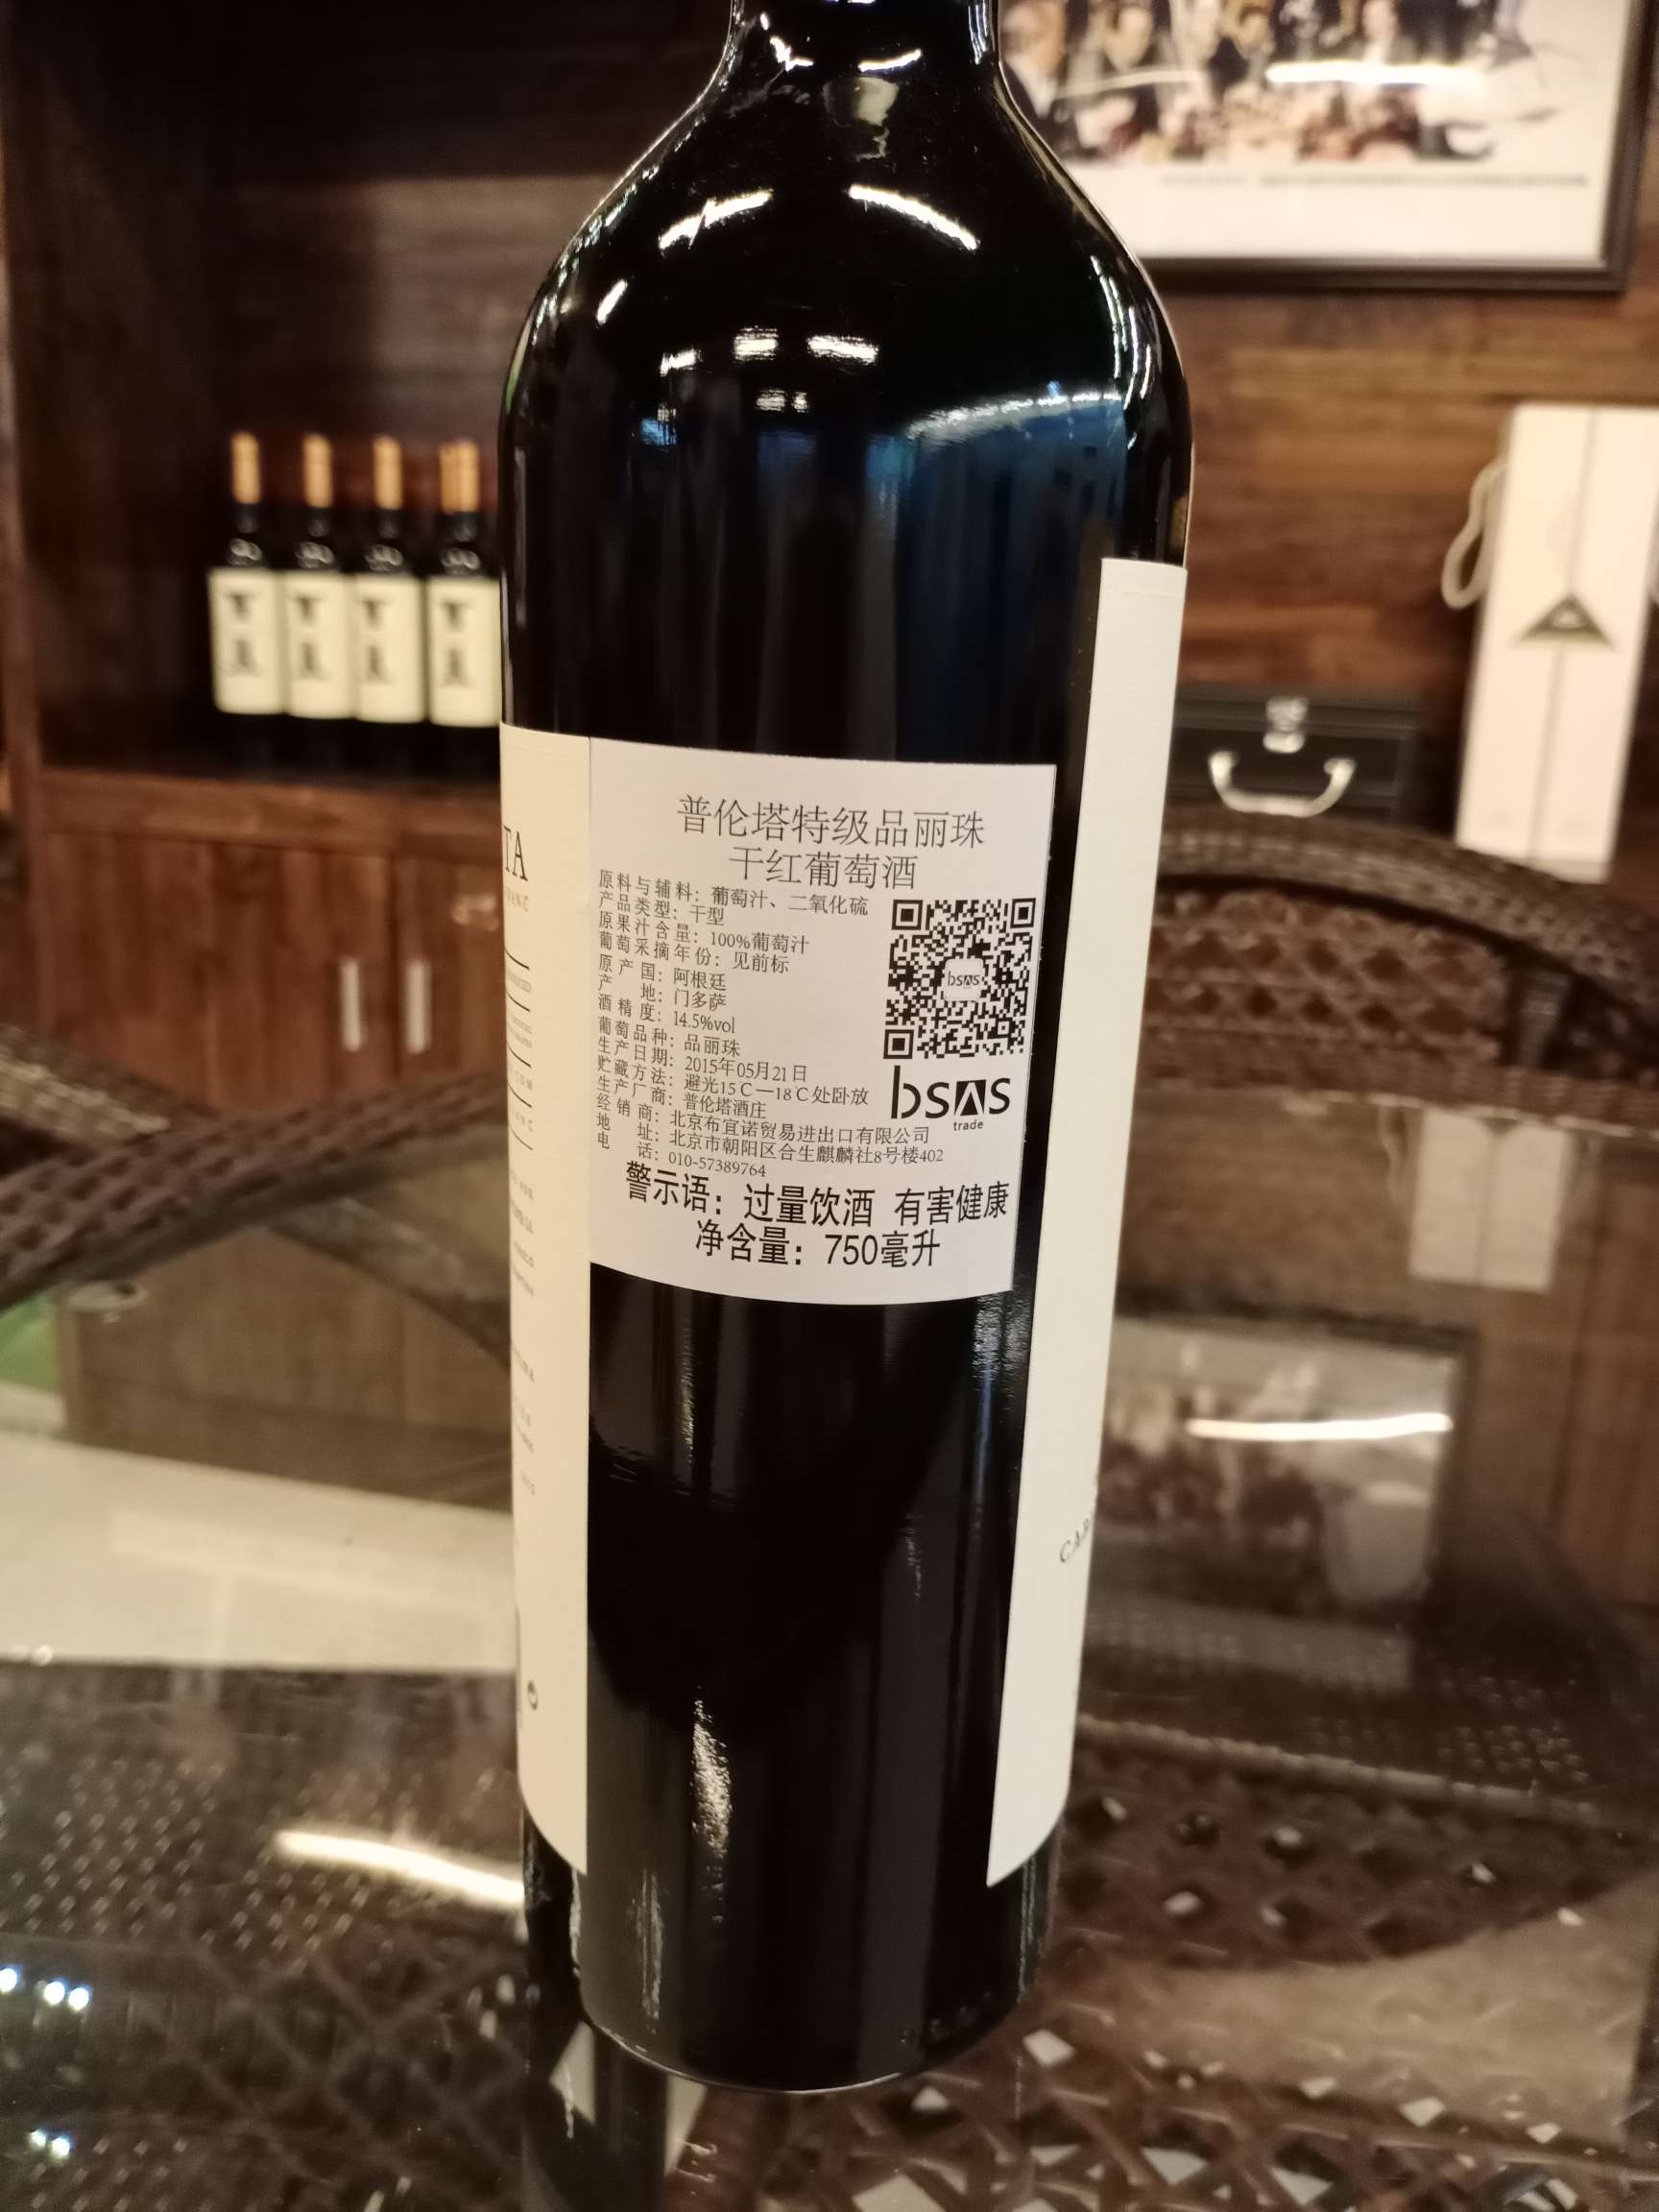 普伦塔特级品丽珠
干红葡萄酒
原料与辅料：葡萄汁、二氧化硫
产品类型：干型
原果汁含量：100%葡萄汁
葡萄采摘年份：见前标
原产国：阿根廷
产地：门多萨
酒精度：14.5%vol
葡萄品种：品丽珠
生产日期：2015年05月21日
贮藏方法：避光15℃—18℃处卧放
生产厂商：普伦塔酒庄
经销商：北京布宜诺贸易进出口有限公司
地址：北京市朝阳区合生麒麟社8号楼402
电话：010-57389764
警示语：过量饮酒 有害健康
净含量：750毫升
bsas
bsas
trade
TA